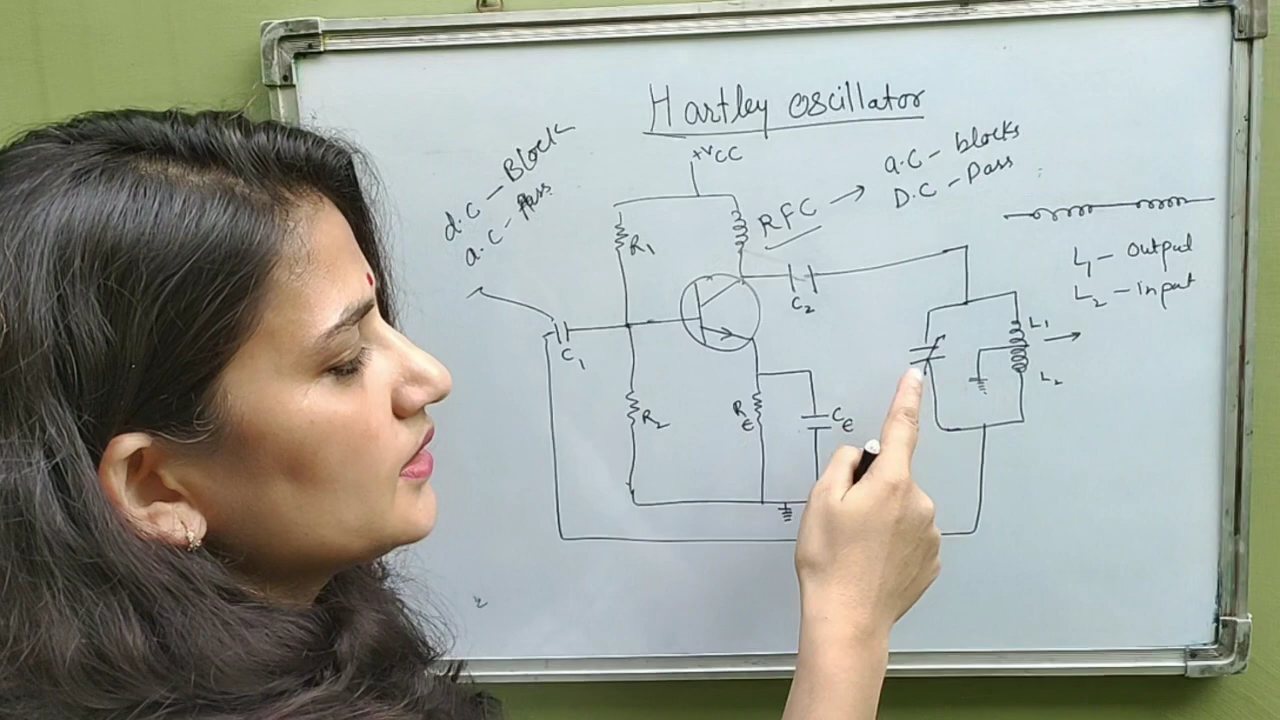 Hartley oscillator
+VCC
d.c - Block
a.c - Pass
RFC →
a.c - blocks
D.C - Pass
R1
C2
L1 - output
L2 - input
C1
L1
L2
R2
RE
CE